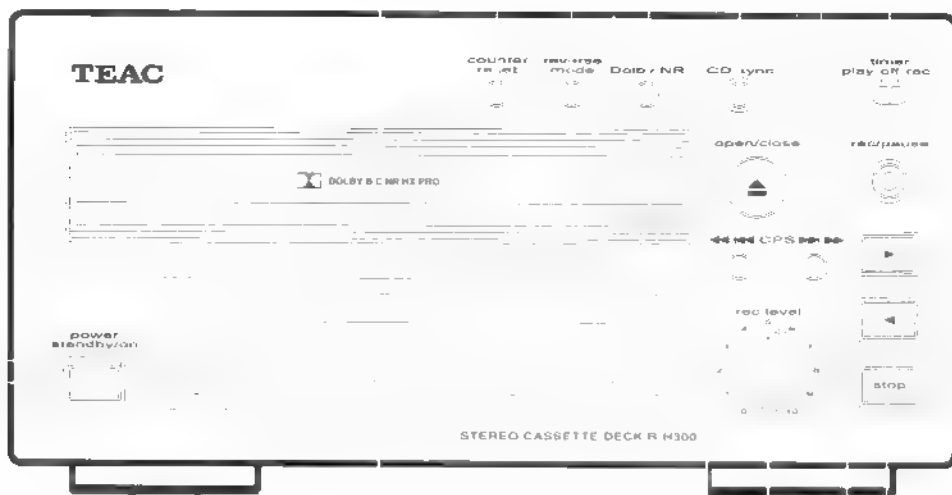 TEAC
counter reset
reverse mode
Dolby NR
CD sync
timer
play off rec
open/close
rec/pause
DOLBY B C NR HX PRO
CPS
rec level
power
standby/on
stop
STEREO CASSETTE DECK R H300